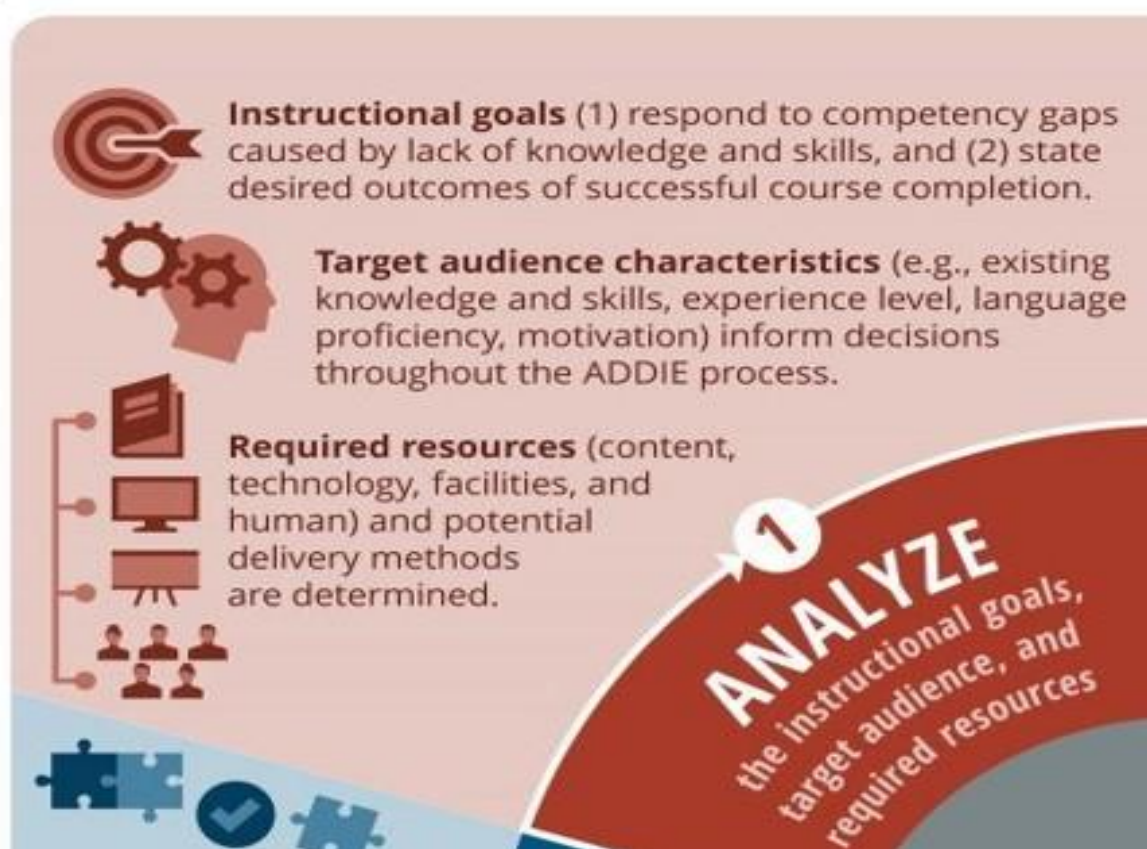 Instructional goals (1) respond to competency gaps
caused by lack of knowledge and skills, and (2) state
desired outcomes of successful course completion.
Target audience characteristics (e.g., existing
knowledge and skills, experience level, language
proficiency, motivation) inform decisions
throughout the ADDIE process.
Required resources (content,
technology, facilities, and
human) and potential
delivery methods
are determined.
1
ANALYZE
the instructional goals,
target audience, and
required resources